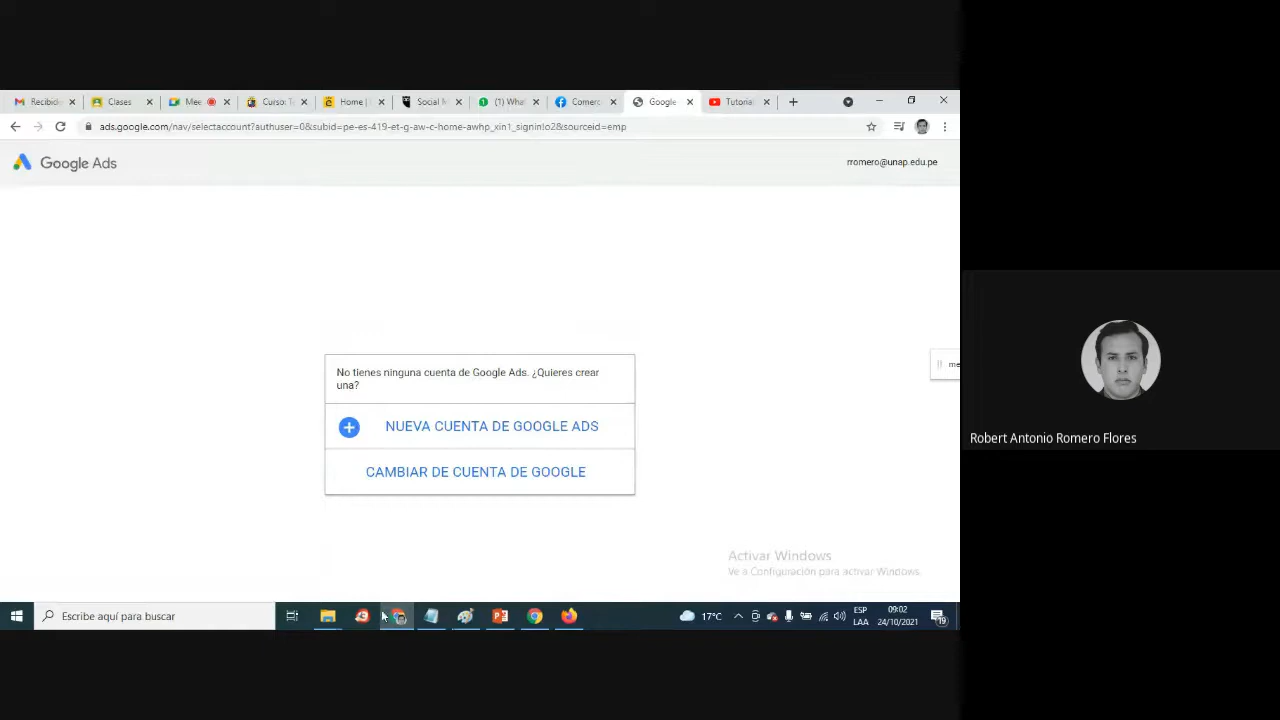 Recibid
Clases
Mee
Curso: T
Home |
Social M
(1) Wha
Comerc
Google
Tutoria
ads.google.com/nav/selectaccount?authuser=0&subid=pe-es-419-et-g-aw-c-home-awhp_xin1_signin!o2&sourceid=emp
Google Ads
rromero@unap.edu.pe
No tienes ninguna cuenta de Google Ads. ¿Quieres crear
una?
NUEVA CUENTA DE GOOGLE ADS
CAMBIAR DE CUENTA DE GOOGLE
me
Robert Antonio Romero Flores
Activar Windows
Ve a Configuración para activar Windows.
Escribe aquí para buscar
17°C
ESP
LAA
09:02
24/10/2021
19